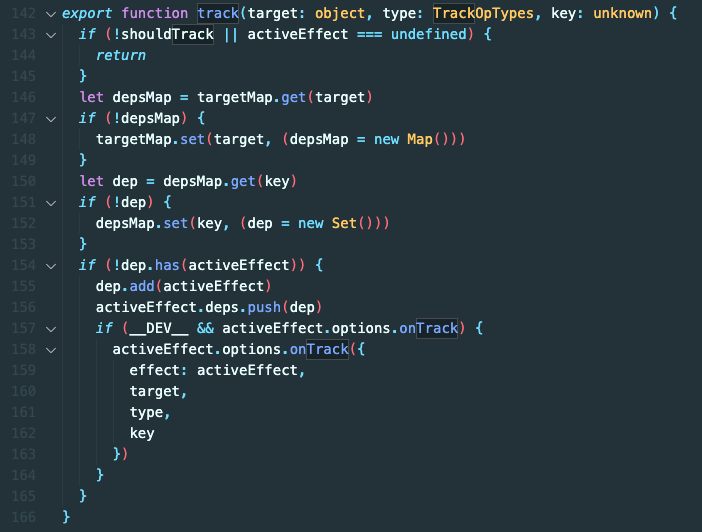 142 export function track(target: object, type: TrackOpTypes, key: unknown) {
143 if (!shouldTrack || activeEffect === undefined) {
144 return
145 }
146 let depsMap = targetMap.get(target)
147 if (!depsMap) {
148 targetMap.set(target, (depsMap = new Map()))
149 }
150 let dep = depsMap.get(key)
151 if (!dep) {
152 depsMap.set(key, (dep = new Set()))
153 }
154 if (!dep.has(activeEffect)) {
155 dep.add(activeEffect)
156 activeEffect.deps.push(dep)
157 if (__DEV__ && activeEffect.options.onTrack) {
158 activeEffect.options.onTrack({
159 effect: activeEffect,
160 target,
161 type,
162 key
163 })
164 }
165 }
166 }